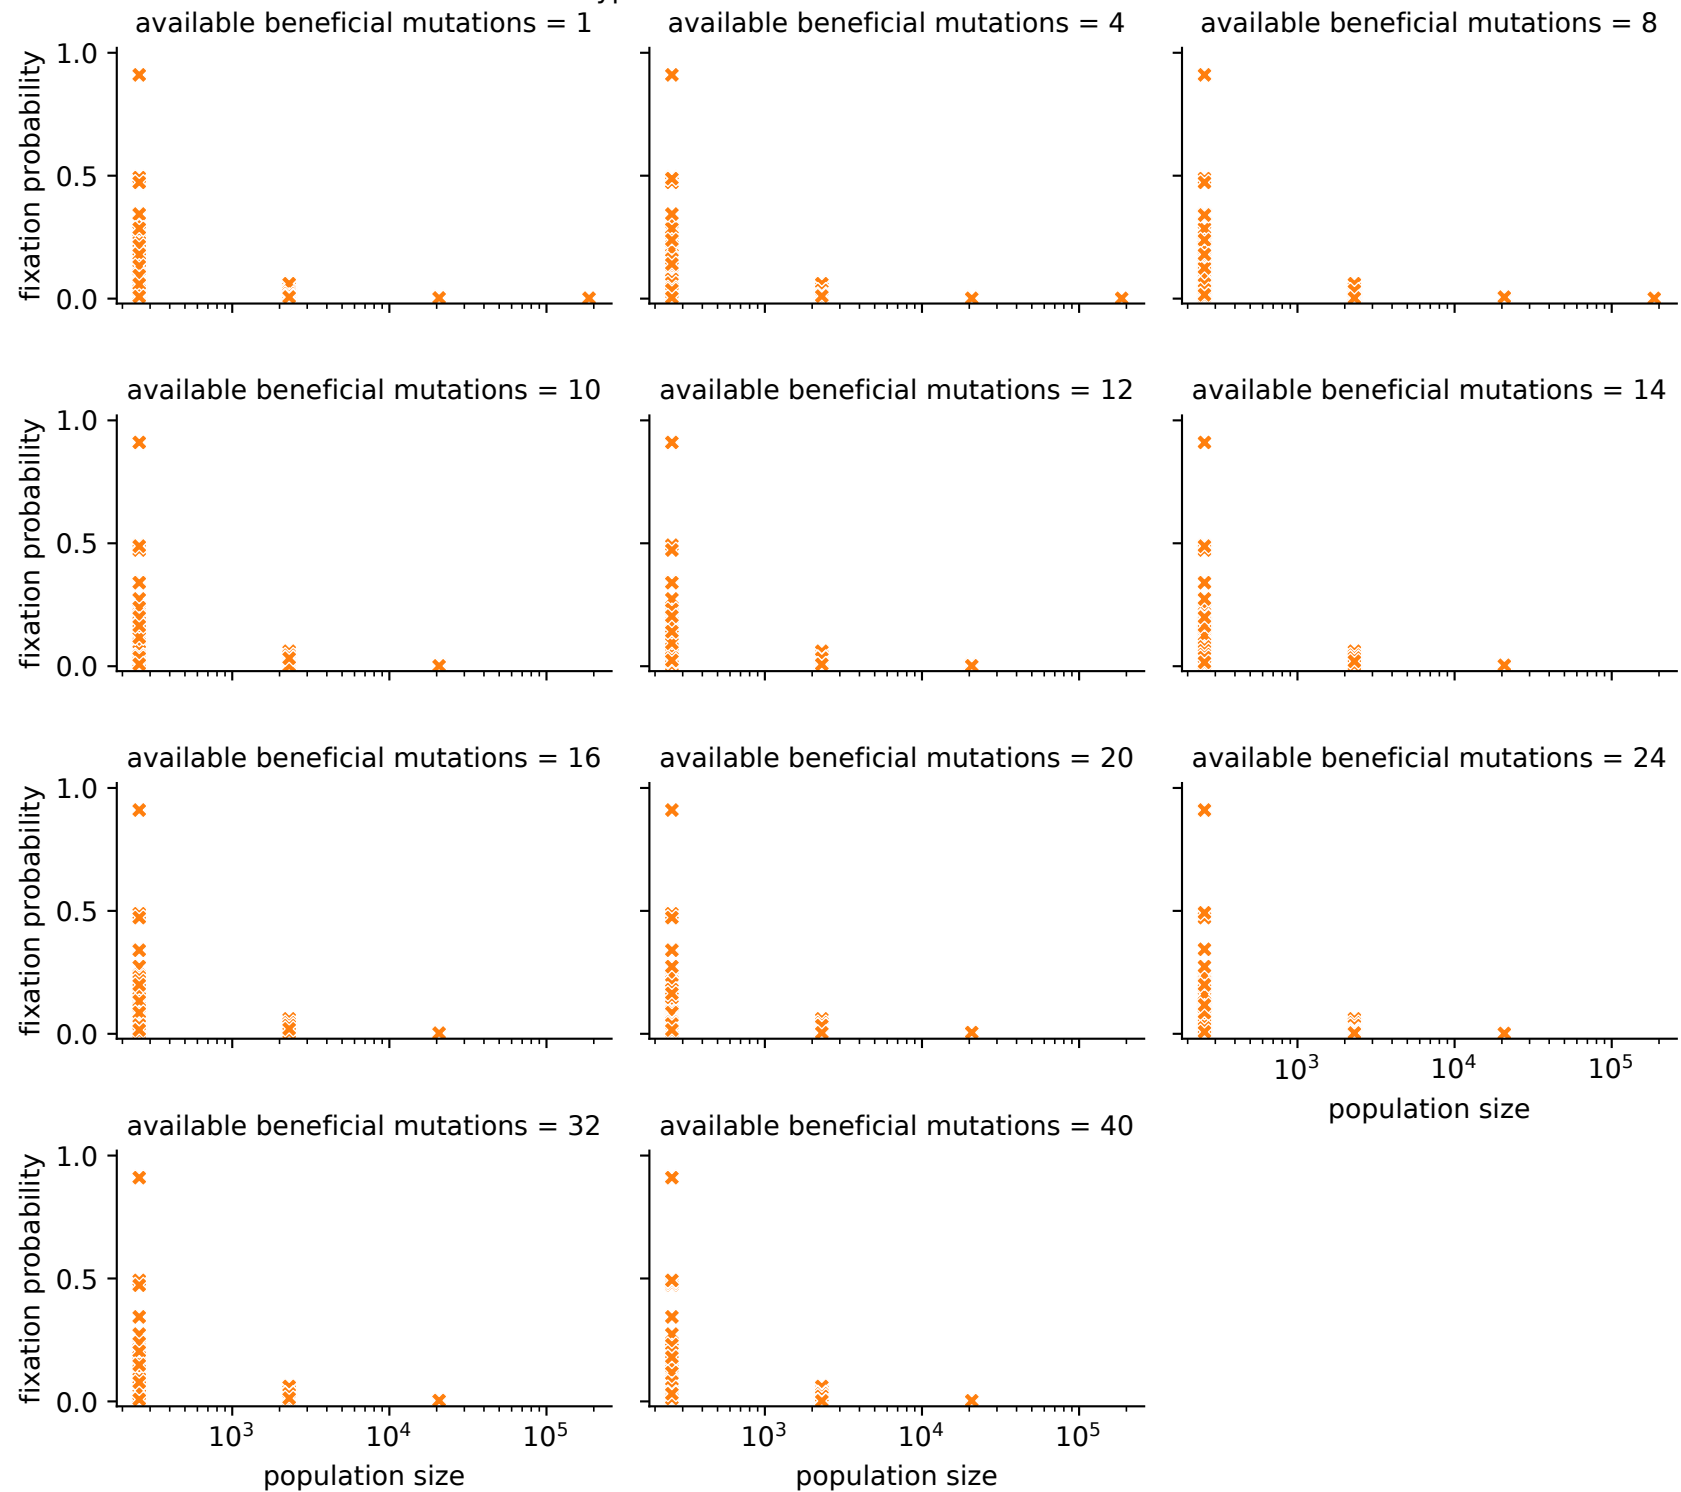 available beneficial mutations = 1
available beneficial mutations = 4
available beneficial mutations = 8
fixation probability
1.0
0.5
0.0
available beneficial mutations = 10
available beneficial mutations = 12
available beneficial mutations = 14
fixation probability
1.0
0.5
0.0
available beneficial mutations = 16
available beneficial mutations = 20
available beneficial mutations = 24
fixation probability
1.0
0.5
0.0
10³ 10⁴ 10⁵
population size
available beneficial mutations = 32
available beneficial mutations = 40
fixation probability
1.0
0.5
0.0
10³ 10⁴ 10⁵
10³ 10⁴ 10⁵
population size
population size